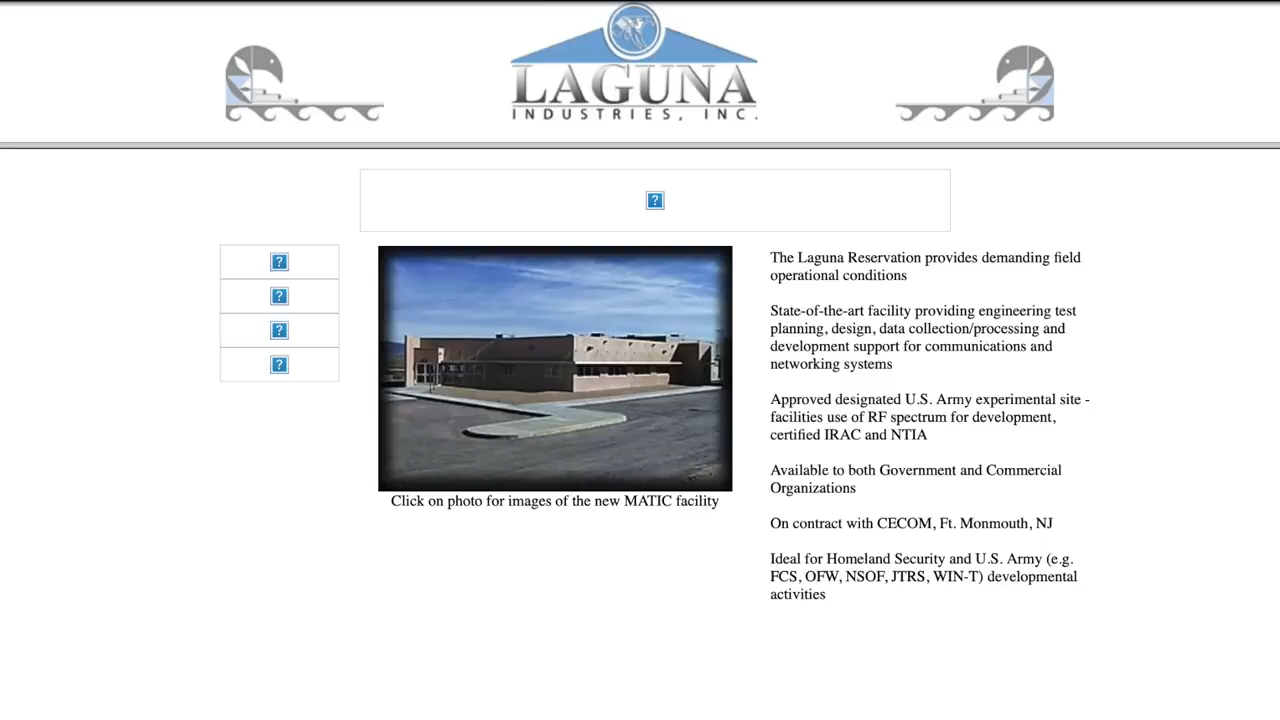 LAGUNA
INDUSTRIES, INC.
The Laguna Reservation provides demanding field
operational conditions
State-of-the-art facility providing engineering test
planning, design, data collection/processing and
development support for communications and
networking systems
Approved designated U.S. Army experimental site -
facilities use of RF spectrum for development,
certified IRAC and NTIA
Available to both Government and Commercial
Organizations
On contract with CECOM, Ft. Monmouth, NJ
Ideal for Homeland Security and U.S. Army (e.g.
FCS, OFW, NSOF, JTRS, WIN-T) developmental
activities
Click on photo for images of the new MATIC facility